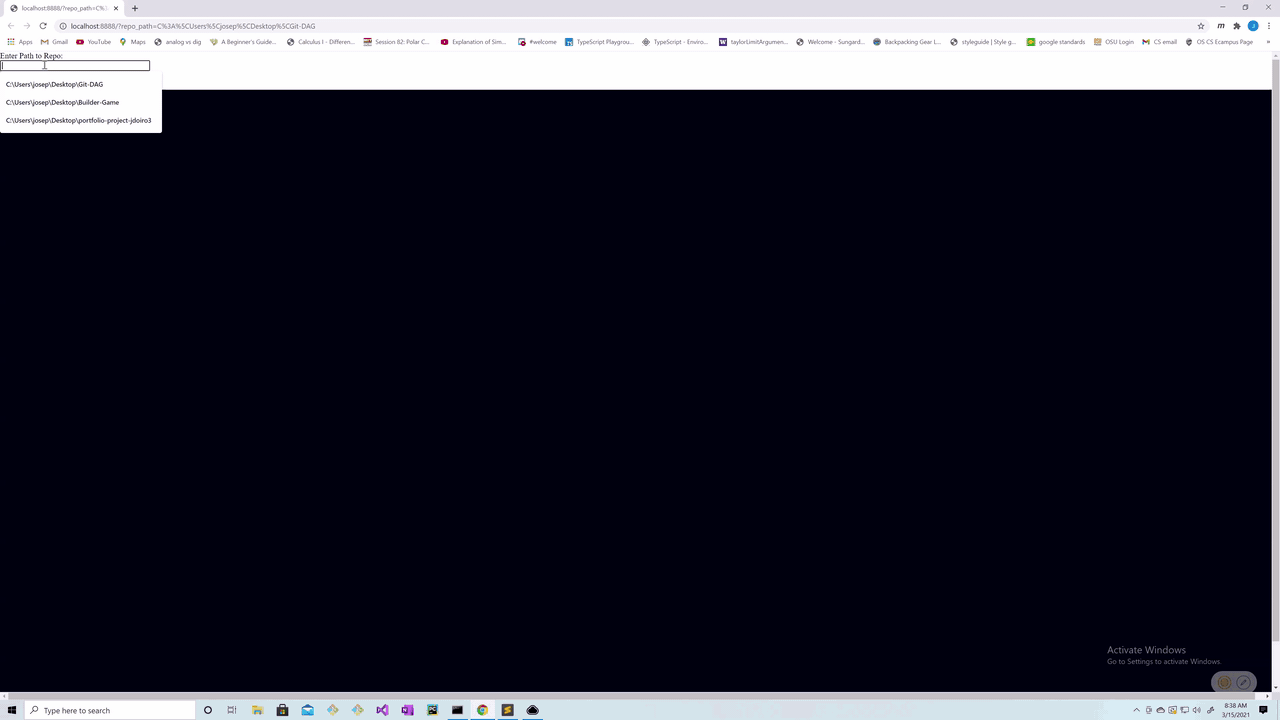 localhost:8888/?repo_path=C%3A%
localhost:8888/?repo_path=C%3A%5CUsers%5Cjosep%5CDesktop%5CGit-DAG
Apps Gmail YouTube Maps analog vs dig A Beginner's Guide... Calculus I - Differen... Session 82: Polar C... Explanation of Sim... #welcome TypeScript Playgrou... TypeScript - Enginee... taylorLimitArgumen... Welcome - Sungard... Backpacking Gear L... styleguide | Style g... google standards OSU Login CS email OS CS Ecampus Page
Enter Path to Repo:
C:\Users\josep\Desktop\Git-DAG
C:\Users\josep\Desktop\Builder-Game
C:\Users\josep\Desktop\portfolio-project-jdoiro3
Activate Windows
Go to Settings to activate Windows.
Type here to search
8:38 AM
3/15/2021